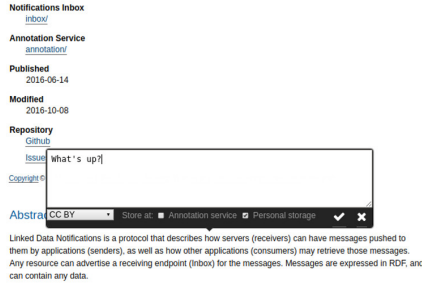 Notifications Inbox
inbox/
Annotation Service
annotation/
Published
2016-06-14
Modified
2016-10-08
Repository
Github
Issue
What's up?
Copyright ©
CC BY Store at: Annotation service Personal storage
Abstrac
Linked Data Notifications is a protocol that describes how servers (receivers) can have messages pushed to
them by applications (senders), as well as how other applications (consumers) may retrieve those messages.
Any resource can advertise a receiving endpoint (Inbox) for the messages. Messages are expressed in RDF, and
can contain any data.